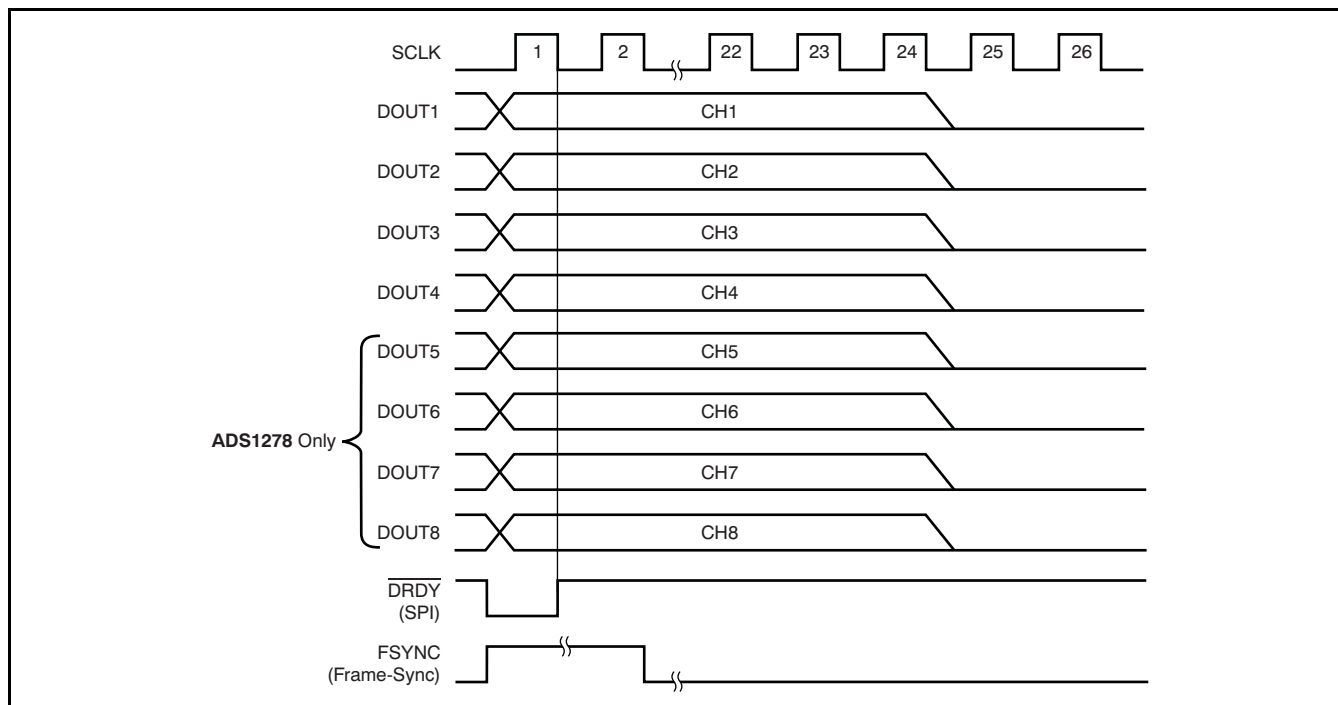 SCLK 1 2 22 23 24 25 26
DOUT1 CH1
DOUT2 CH2
DOUT3 CH3
DOUT4 CH4
DOUT5 CH5
DOUT6 CH6
ADS1278 Only
DOUT7 CH7
DOUT8 CH8
DRDY
(SPI)
FSYNC
(Frame-Sync)